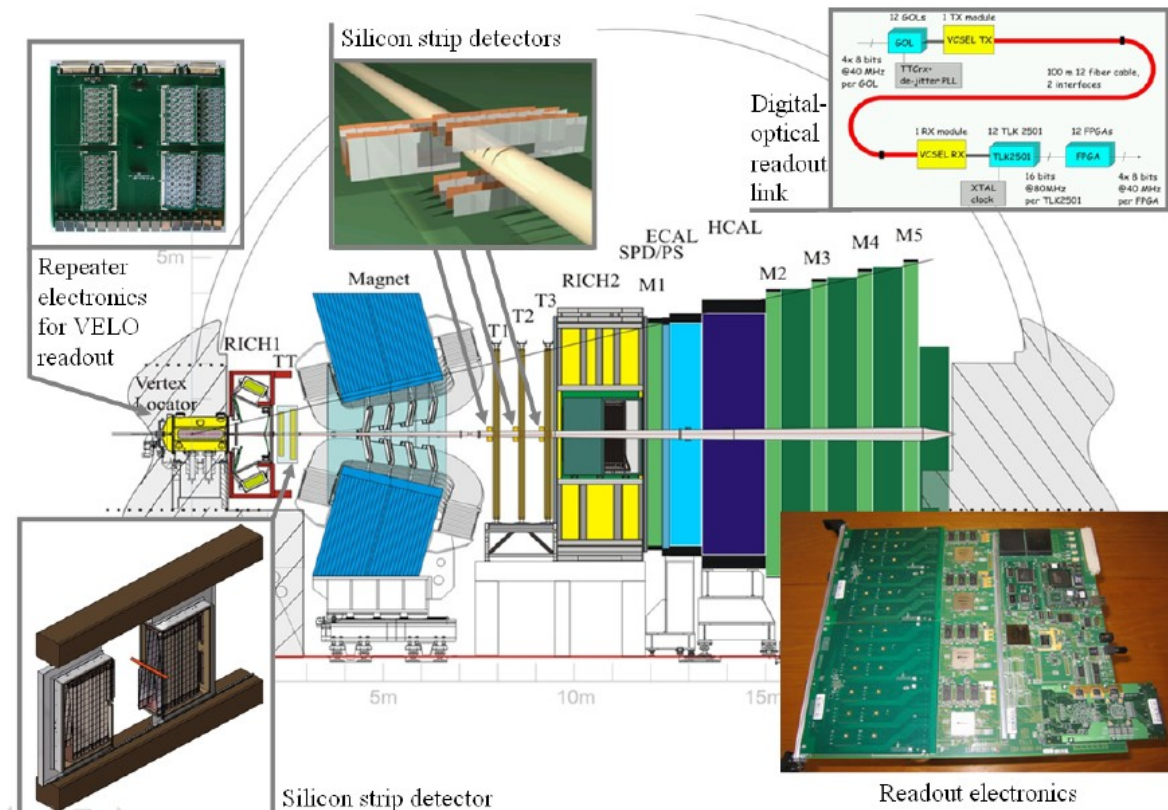 Silicon strip detectors
12 GOLs
1 TX module
GOL
VCSEL TX
4x 8 bits
@40 MHz
per GOL
TTCrx-
de-jitter PLL
100 m 12 fiber cable,
2 interfaces
Digital-
optical
readout
link
1 RX module
12 TLK 2501
12 FPGAs
VCSEL RX
TLK2501
FPGA
XTAL
clock
16 bits
@80MHz
per TLK2501
4x 8 bits
@40 MHz
per FPGA
5m
Repeater
electronics
for VELO
readout
Magnet
RICH1
TT
Vertex
Locator
T1
T2
T3
RICH2
SPD/PS
M1
ECAL
HCAL
M2
M3
M4
M5
5m
10m
15m
Silicon strip detector
Readout electronics